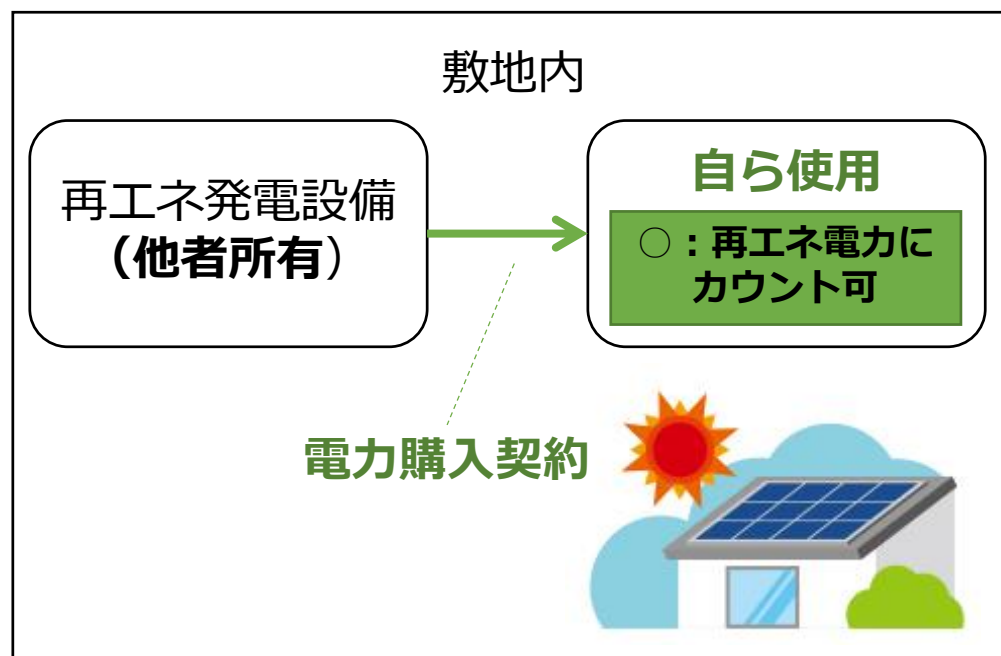 敷地内
再エネ発電設備
（他者所有）
自ら使用
○：再エネ電力に
カウント可
電力購入契約